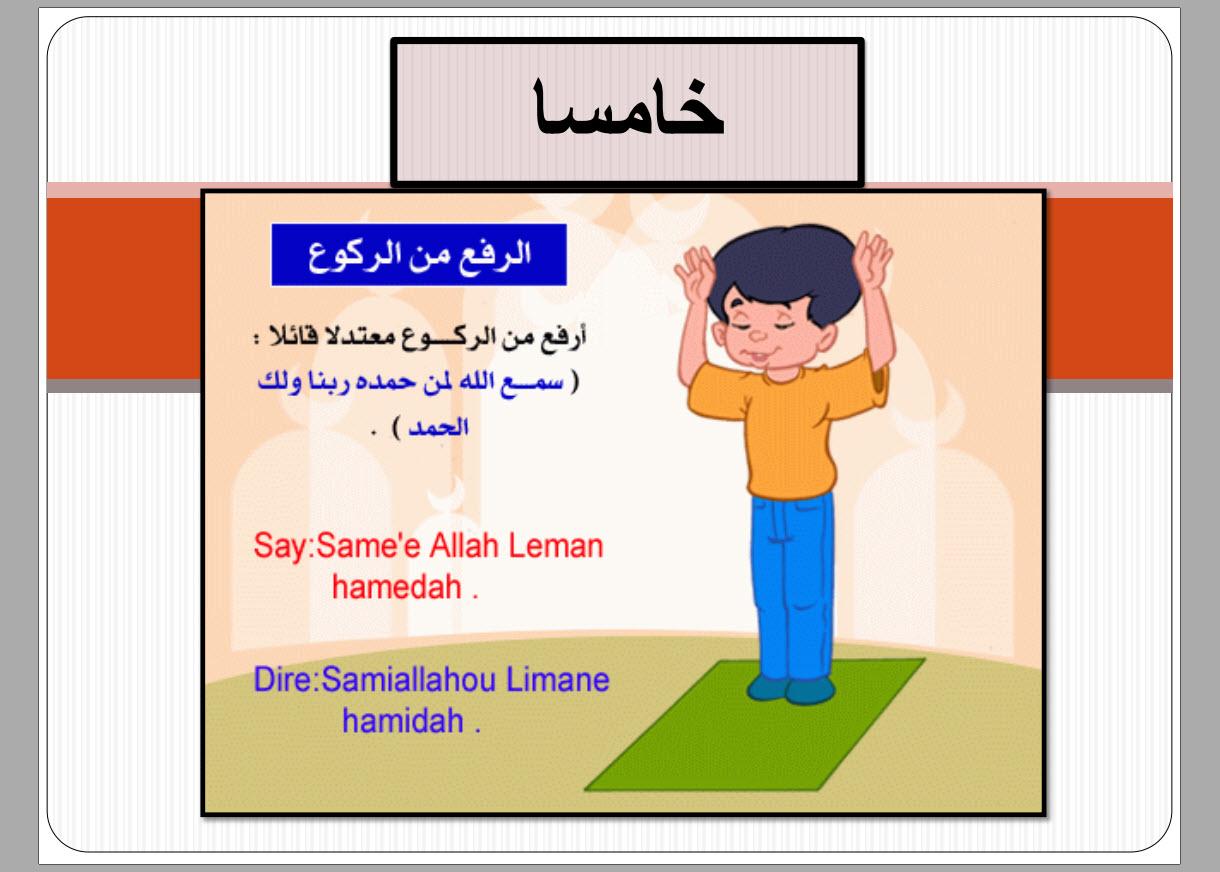 خامسا
الرفع من الركوع
أرفع من الركـــوع معتدلا قائلا :
( سمـــع الله لمن حمده ربنا ولك
الحمد ) .
Say:Same'e Allah Leman
hamedah .
Dire:Samiallahou Limane
hamidah .